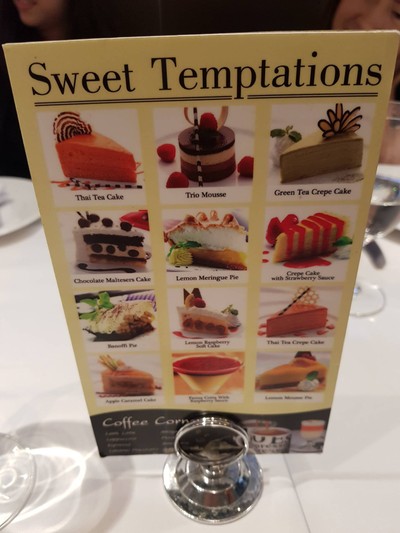 Sweet Temptations
Thai Tea Cake
Trio Mousse
Green Tea Crepe Cake
Chocolate Maltesers Cake
Lemon Meringue Pie
Crepe Cake
with Strawberry Sauce
Banoffi Pie
Lemon Raspberry
Soft Cake
Thai Tea Crepe Cake
Apple Caramel Cake
Panna Cotta With
Raspberry Sauce
Lemon Mousse Pie
Coffee